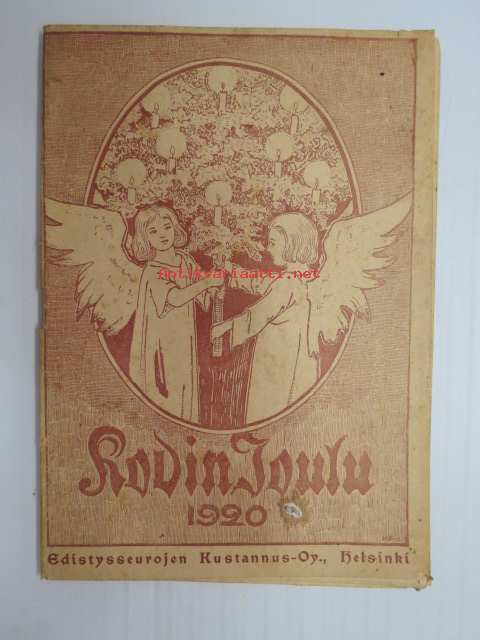 antikvariaatti.net
Kodin Joulu
1920
Edistysseurojen Kustannus-Oy., Helsinki